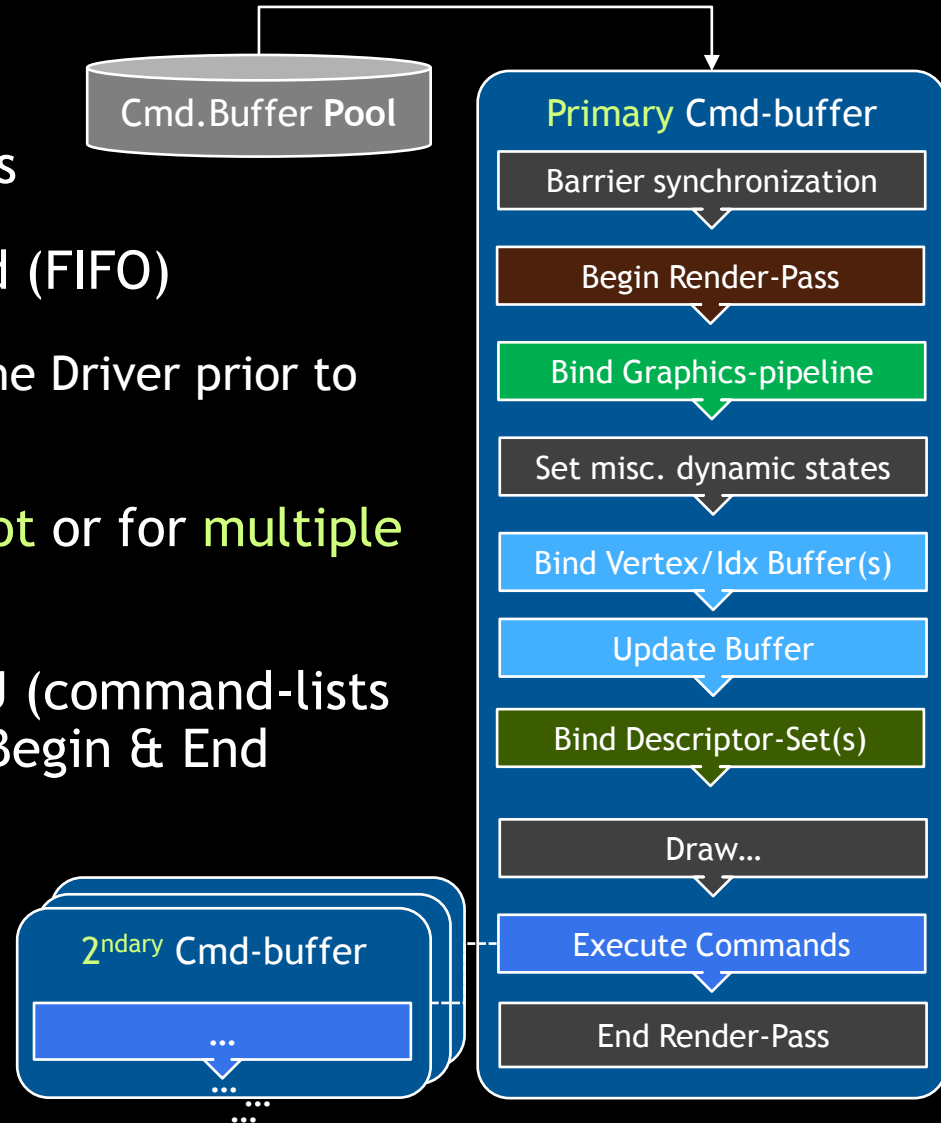 Cmd.Buffer Pool
s
d (FIFO)
ne Driver prior to
ot or for multiple
J (command-lists
Begin & End
Primary Cmd-buffer
Barrier synchronization
Begin Render-Pass
Bind Graphics-pipeline
Set misc. dynamic states
Bind Vertex/Idx Buffer(s)
Update Buffer
Bind Descriptor-Set(s)
Draw…
Execute Commands
End Render-Pass
2ndary Cmd-buffer
...
...
...
...